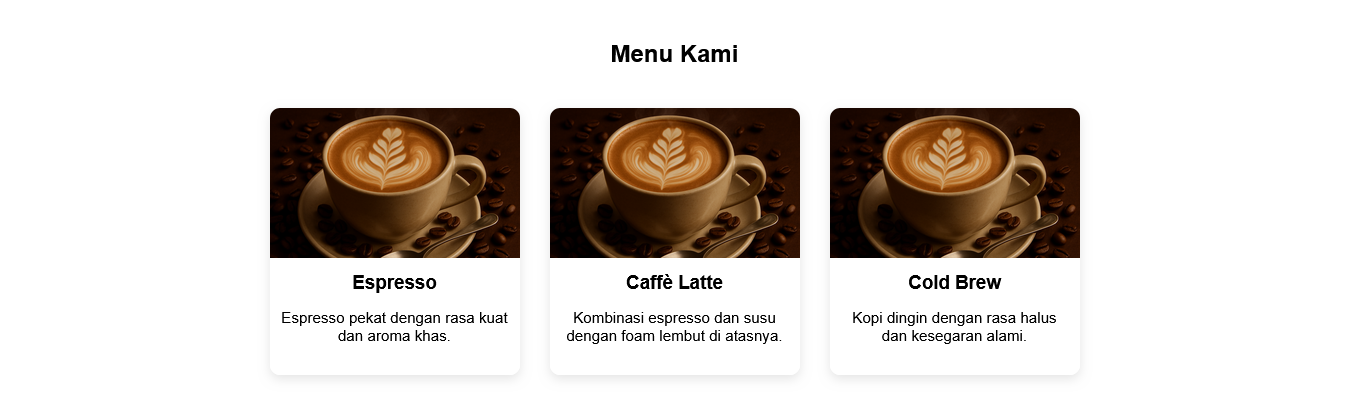 Menu Kami
Espresso
Espresso pekat dengan rasa kuat
dan aroma khas.
Caffè Latte
Kombinasi espresso dan susu
dengan foam lembut di atasnya.
Cold Brew
Kopi dingin dengan rasa halus
dan kesegaran alami.